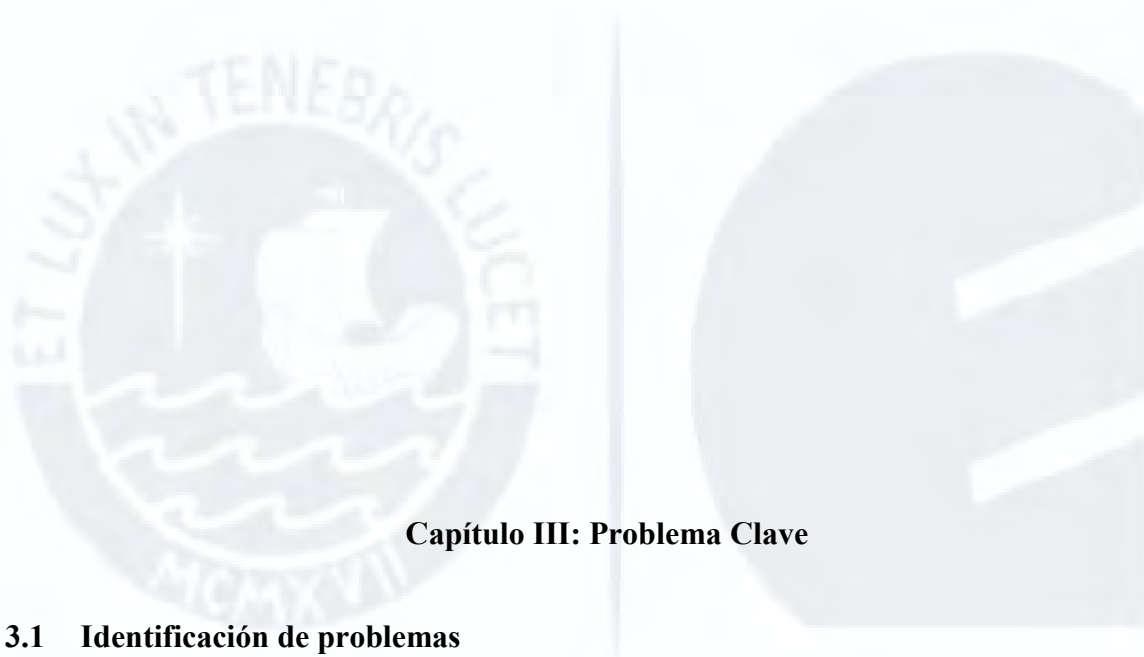 ET LUX IN TENEBRIS LUCET
MCMXVII
Capítulo III: Problema Clave
3.1 Identificación de problemas